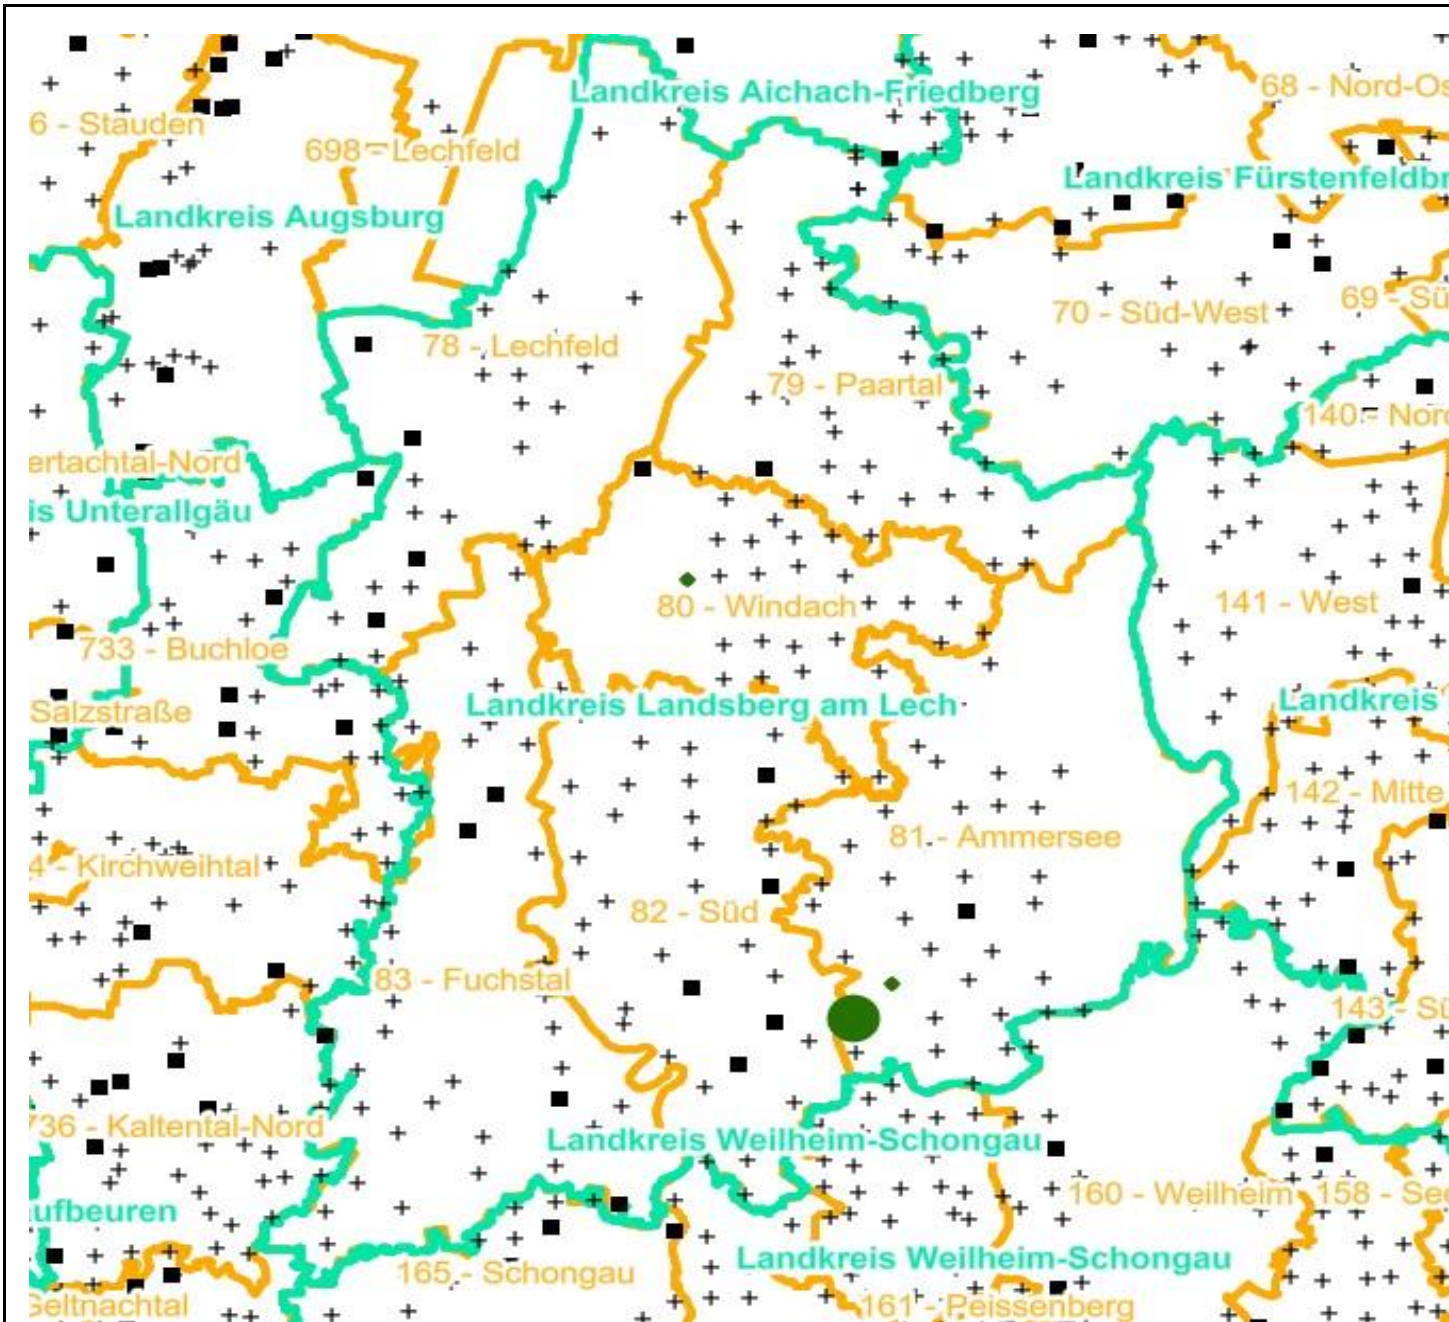 Landkreis Aichach-Friedberg
68 - Nord-Os
6 - Stauden
698 - Lechfeld
Landkreis Fürstenfeldbr
Landkreis Augsburg
69 - Sü
70 - Süd-West
78 - Lechfeld
79 - Paartal
140 - Nord
ertachtal-Nord
is Unterallgäu
80 - Windach
141 - West
733 - Buchloe
Landkreis
Landkreis Landsberg am Lech
Salzstraße
142 - Mitte
81 - Ammersee
4 - Kirchweihtal
82 - Süd
83 - Fuchstal
143 - Sü
736 - Kaltental-Nord
Landkreis Weilheim-Schongau
160 - Weilheim
158 - See
ufbeuren
Landkreis Weilheim-Schongau
165 - Schongau
Geltnachtal
161 - Peissenberg